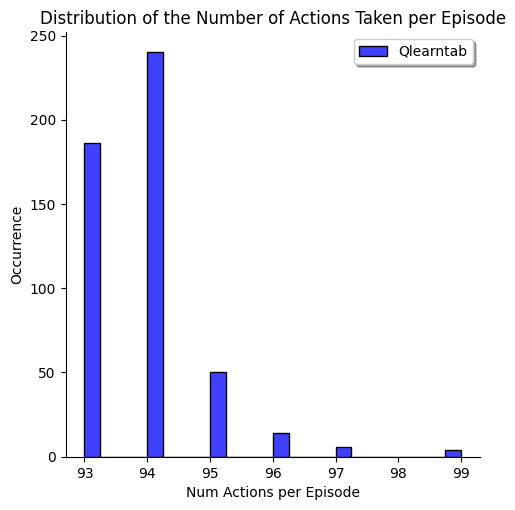 Distribution of the Number of Actions Taken per Episode
250
Qlearntab
200
150
100
50
0
Occurrence
93 94 95 96 97 98 99
Num Actions per Episode